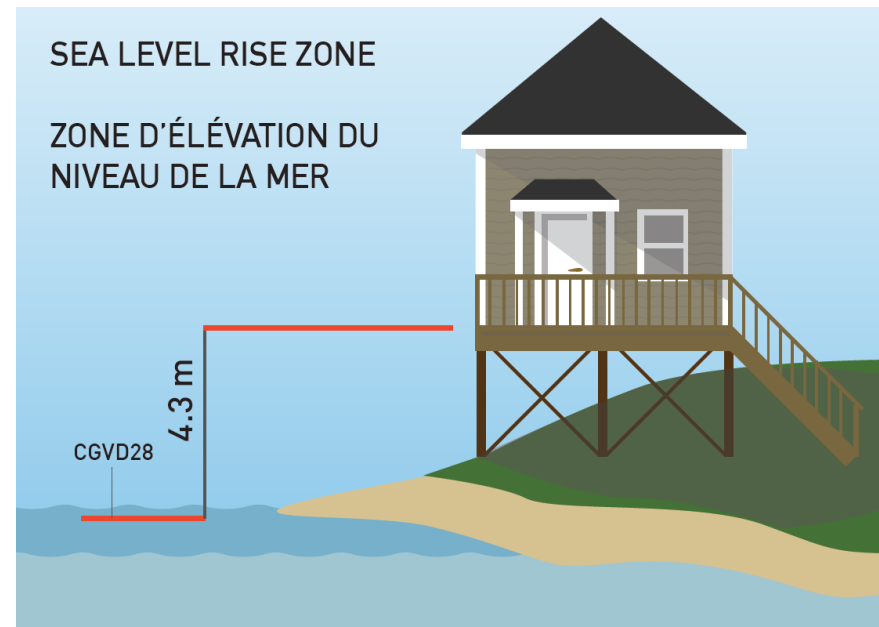 SEA LEVEL RISE ZONE
ZONE D'ÉLÉVATION DU
NIVEAU DE LA MER
4.3 m
CGVD28